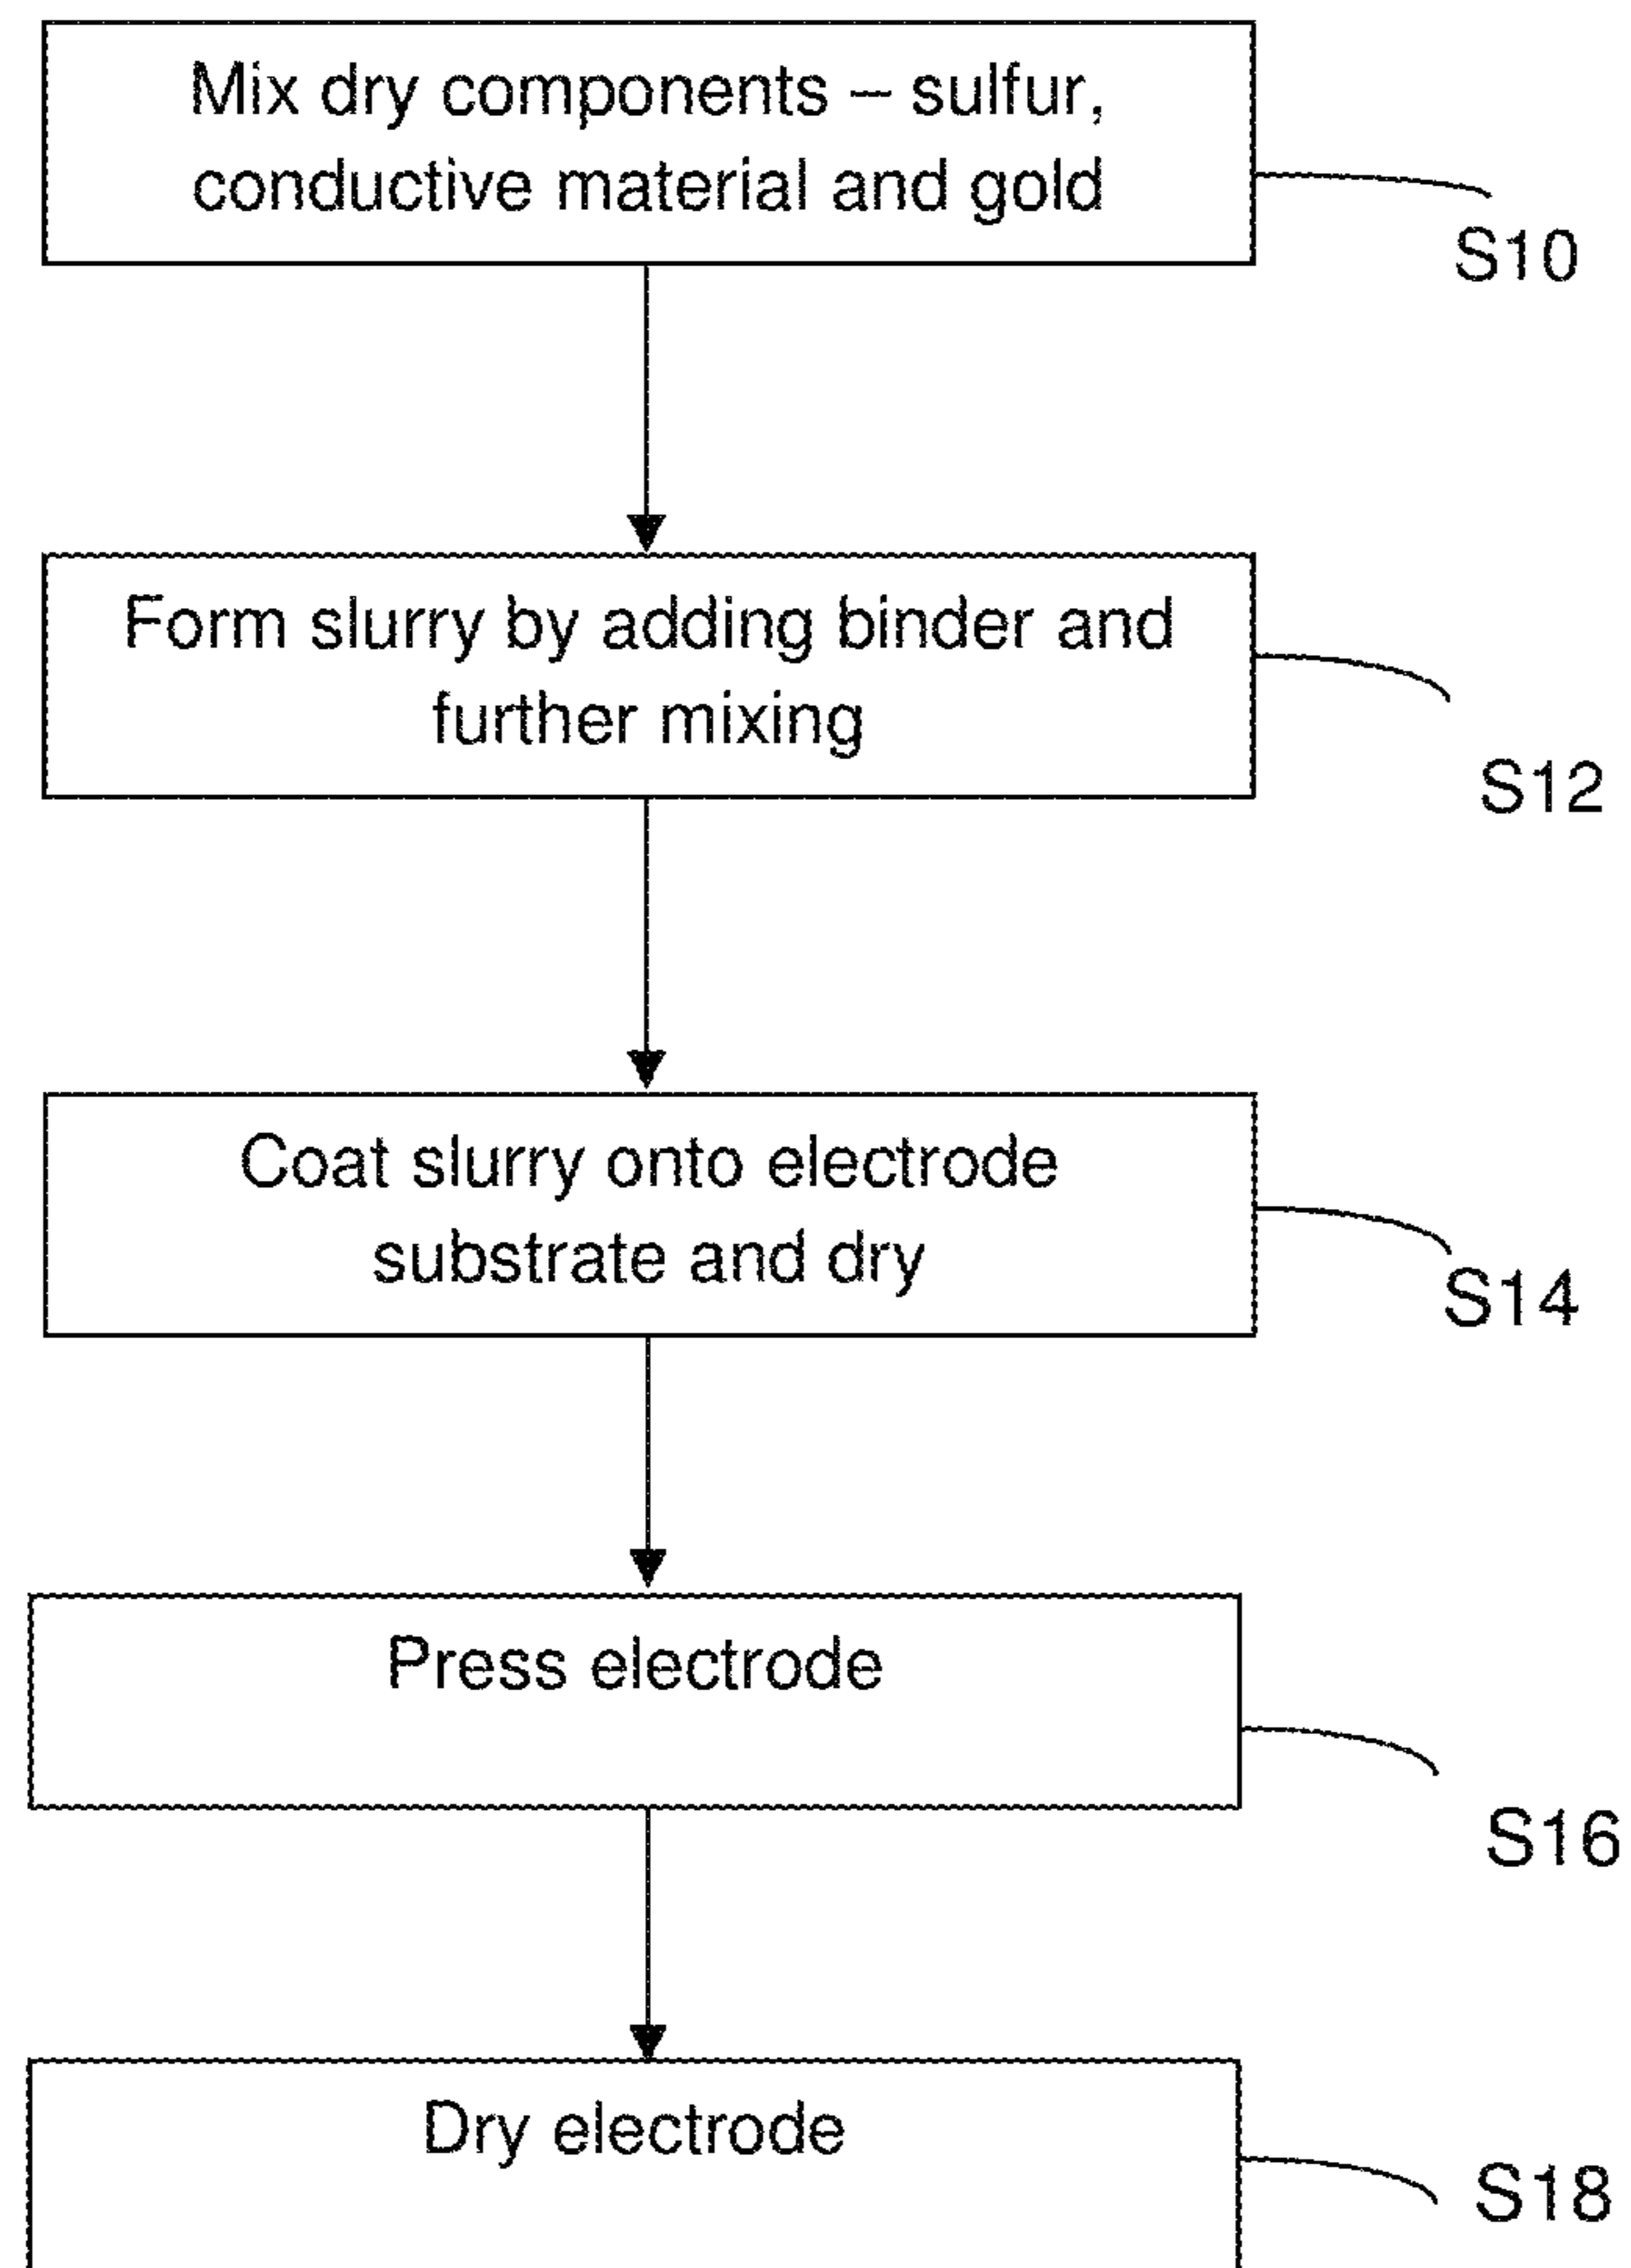 Mix dry components – sulfur,
conductive material and gold
S10
Form slurry by adding binder and
further mixing
S12
Coat slurry onto electrode
substrate and dry
S14
Press electrode
S16
Dry electrode
S18